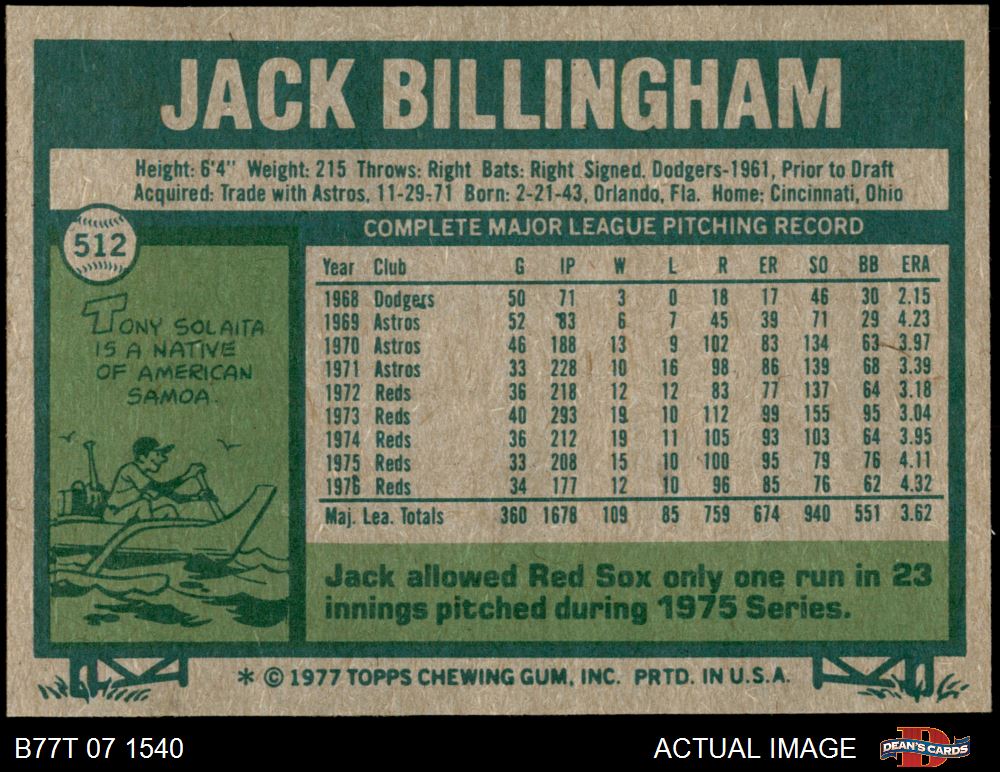 JACK BILLINGHAM
Height: 6'4" Weight: 215 Throws: Right Bats: Right Signed. Dodgers-1961, Prior to Draft
Acquired: Trade with Astros, 11-29-71 Born: 2-21-43, Orlando, Fla. Home: Cincinnati, Ohio
512
TONY SOLAITA
IS A NATIVE
OF AMERICAN
SAMOA.
COMPLETE MAJOR LEAGUE PITCHING RECORD
Year Club G IP W L R ER SO BB ERA
1968 Dodgers 50 71 3 0 18 17 46 30 2.15
1969 Astros 52 83 6 7 45 39 71 29 4.23
1970 Astros 46 188 13 9 102 83 134 63 3.97
1971 Astros 33 228 10 16 98 86 139 68 3.39
1972 Reds 36 218 12 12 83 77 137 64 3.18
1973 Reds 40 293 19 10 112 99 155 95 3.04
1974 Reds 36 212 19 11 105 93 103 64 3.95
1975 Reds 33 208 15 10 100 95 79 76 4.11
1976 Reds 34 177 12 10 96 85 76 62 4.32
Maj. Lea. Totals 360 1678 109 85 759 674 940 551 3.62
Jack allowed Red Sox only one run in 23
innings pitched during 1975 Series.
* © 1977 TOPPS CHEWING GUM, INC. PRTD. IN U.S.A.
B77T 07 1540
ACTUAL IMAGE
D
DEAN'S CARDS